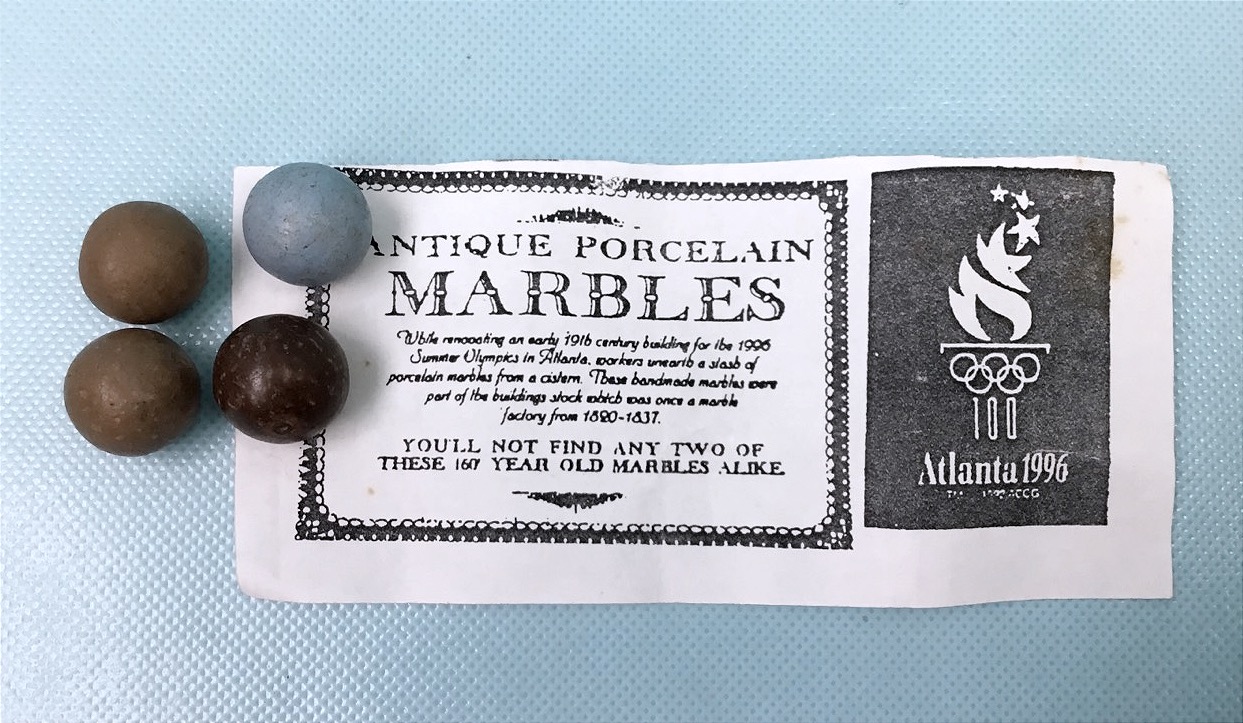 ANTIQUE PORCELAIN
MARBLES
While renovating an early 19th century building for the 1996
Summer Olympics in Atlanta, workers unearth a stash of
porcelain marbles from a cistern. These handmade marbles were
part of the buildings stock which was once a marble
factory from 1820-1837.
YOU'LL NOT FIND ANY TWO OF
THESE 160 YEAR OLD MARBLES ALIKE
100
Atlanta 1996